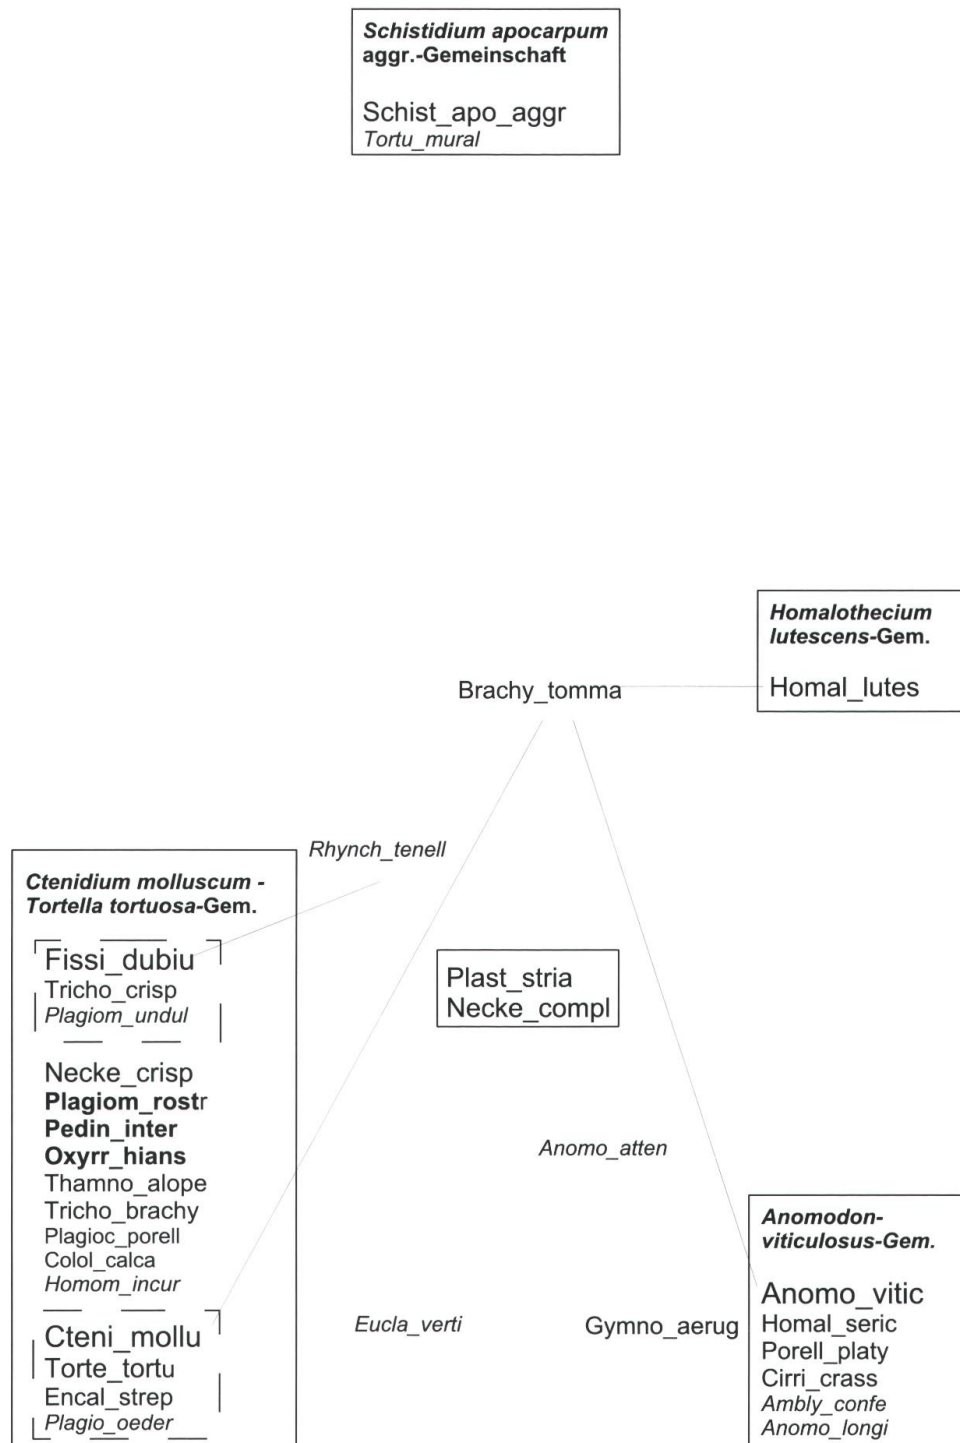 Schistidium apocarpum
aggr.-Gemeinschaft
Schist_apo_aggr
Tortu_mural
Homalothecium
lutescens-Gem.
Homal_lutes
Brachy_tomma
Rhynch_tenell
Ctenidium molluscum -
Tortella tortuosa-Gem.
Fissi_dubiu
Tricho_crisp
Plagiom_undul
Necke_crisp
Plagiom_rostr
Pedin_inter
Oxyrr_hians
Thamno_alope
Tricho_brachy
Plagioc_porell
Colol_calca
Homom_incur
Cteni_mollu
Torte_tortu
Encal_strep
Plagio_oeder
Plast_stria
Necke_compl
Anomo_atten
Eucla_verti
Gymno_aerug
Anomodon-
viticulosus-Gem.
Anomo_vitic
Homal_seric
Porell_platy
Cirri_crass
Ambly_confe
Anomo_longi